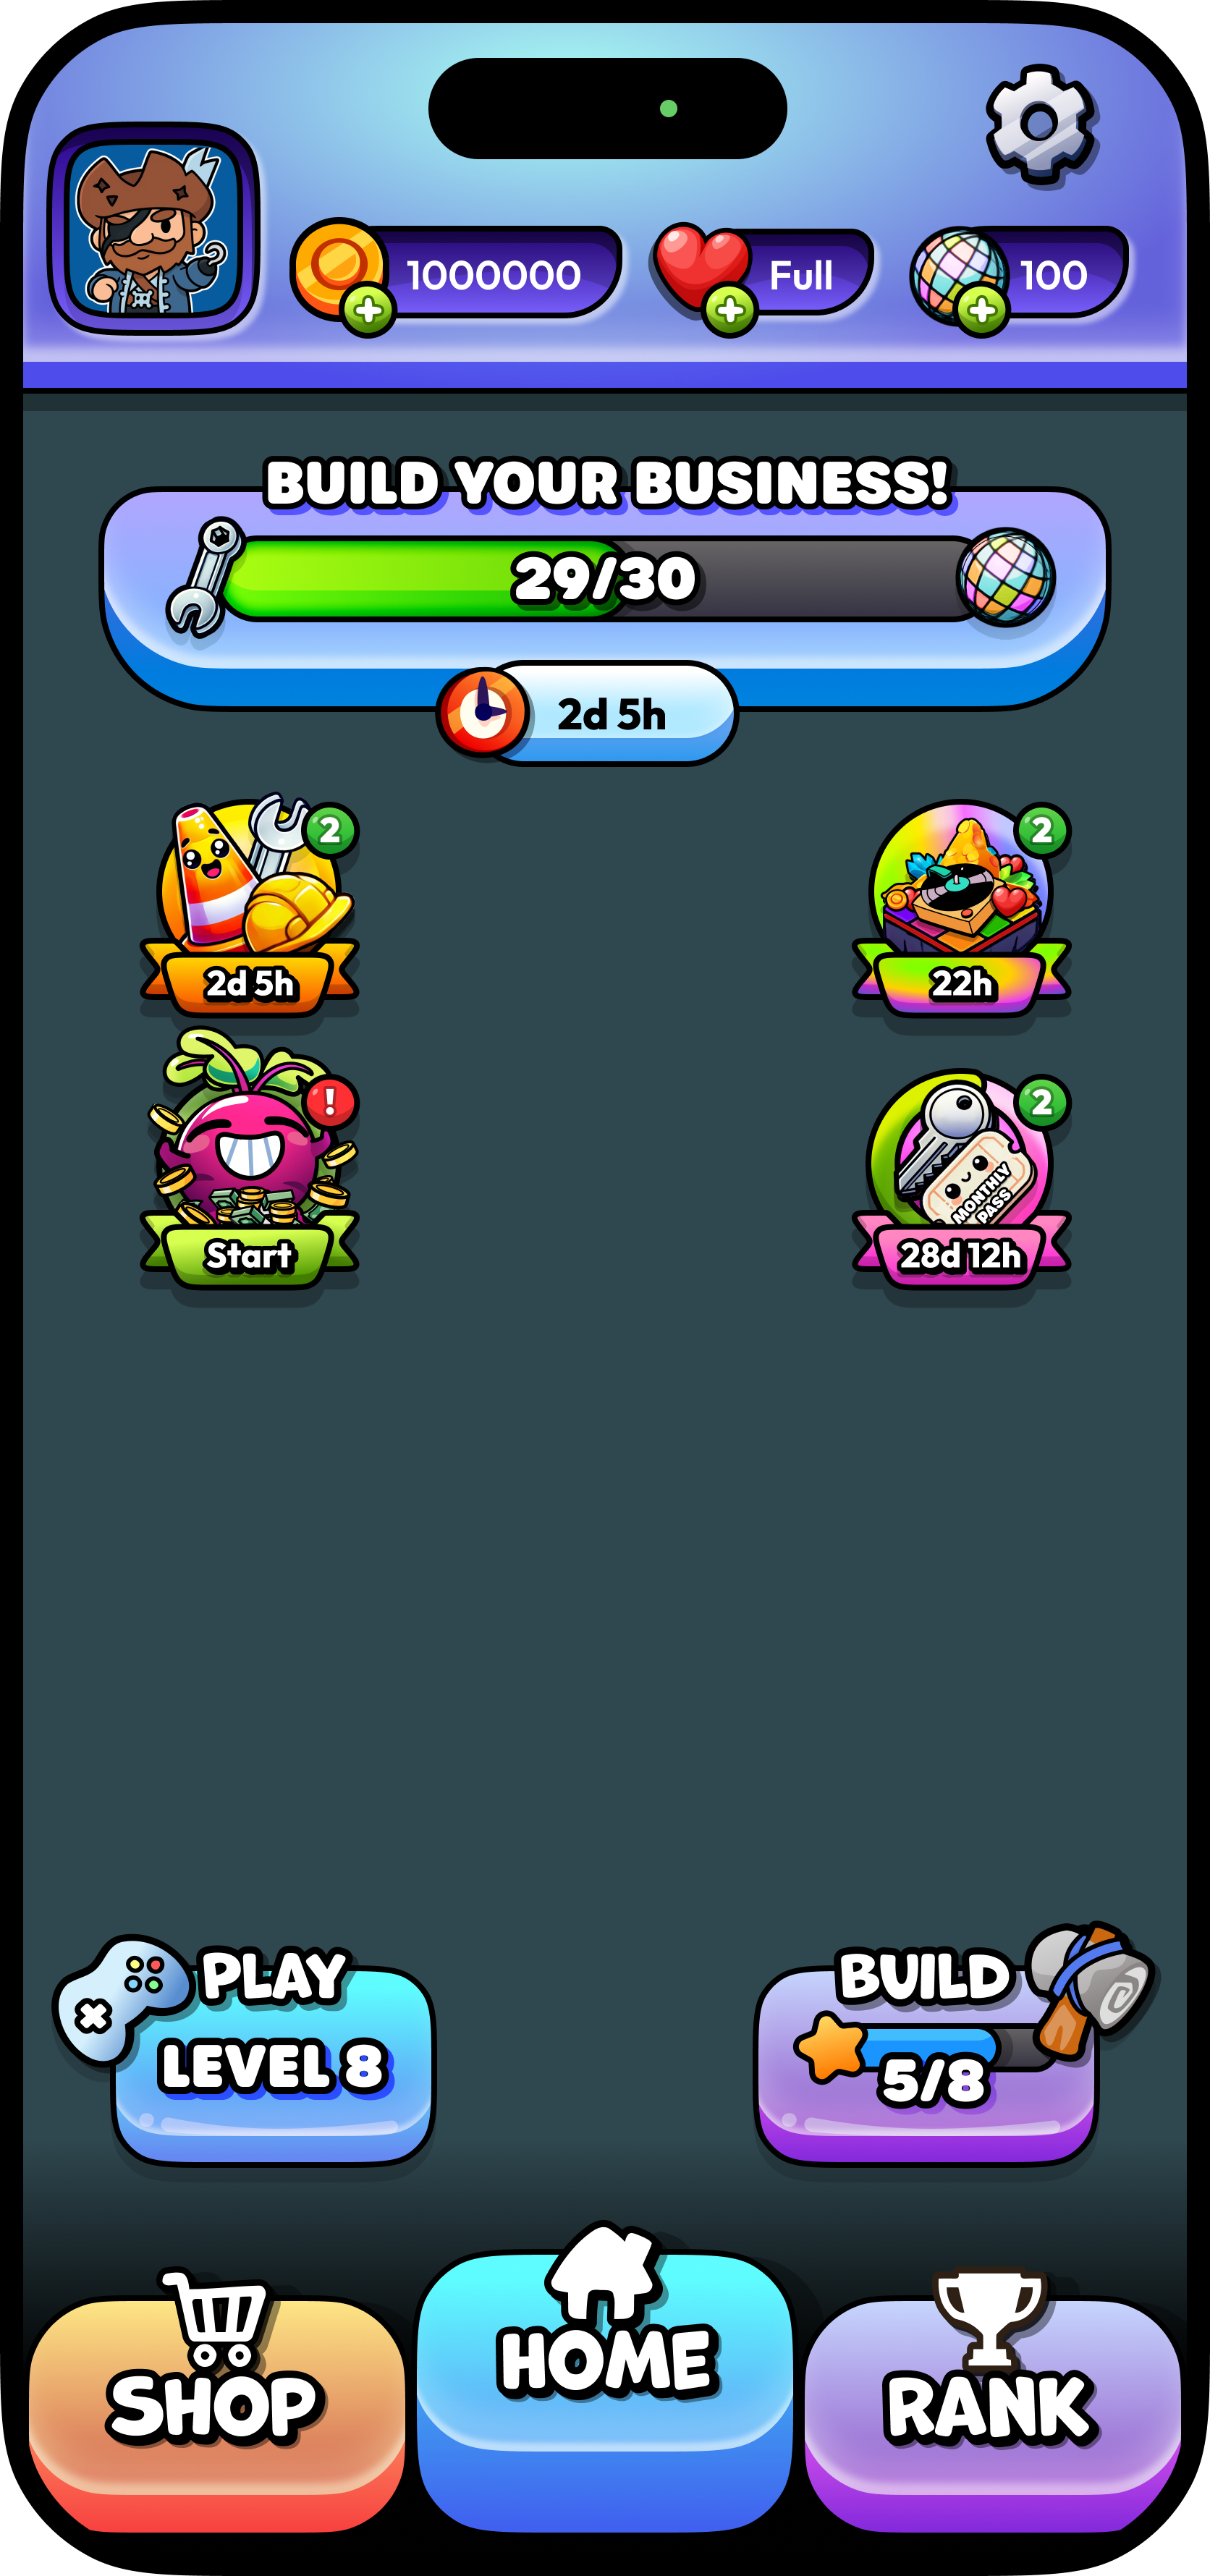 1000000
Full
100
BUILD YOUR BUSINESS!
29/30
2d 5h
2
2
2d 5h
22h
!
2
MONTHLY
PASS
Start
28d 12h
PLAY
LEVEL 8
BUILD
5/8
HOME
SHOP
RANK